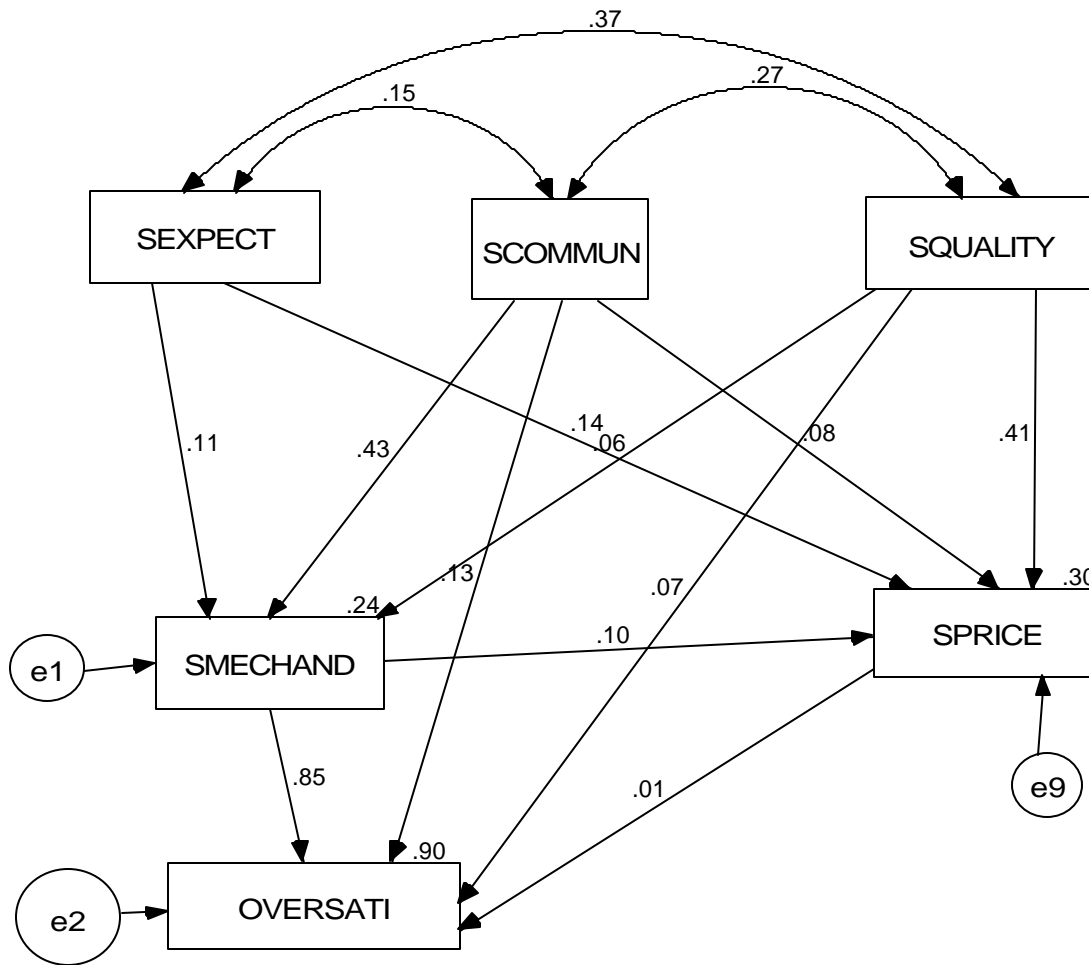 .37
.15
.27
SEXPECT
SCOMMUN
SQUALITY
.11
.43
.14
.06
.08
.41
.13
.07
.24
.30
SMECHAND
.10
SPRICE
e1
.85
.01
e9
.90
OVERSATI
e2